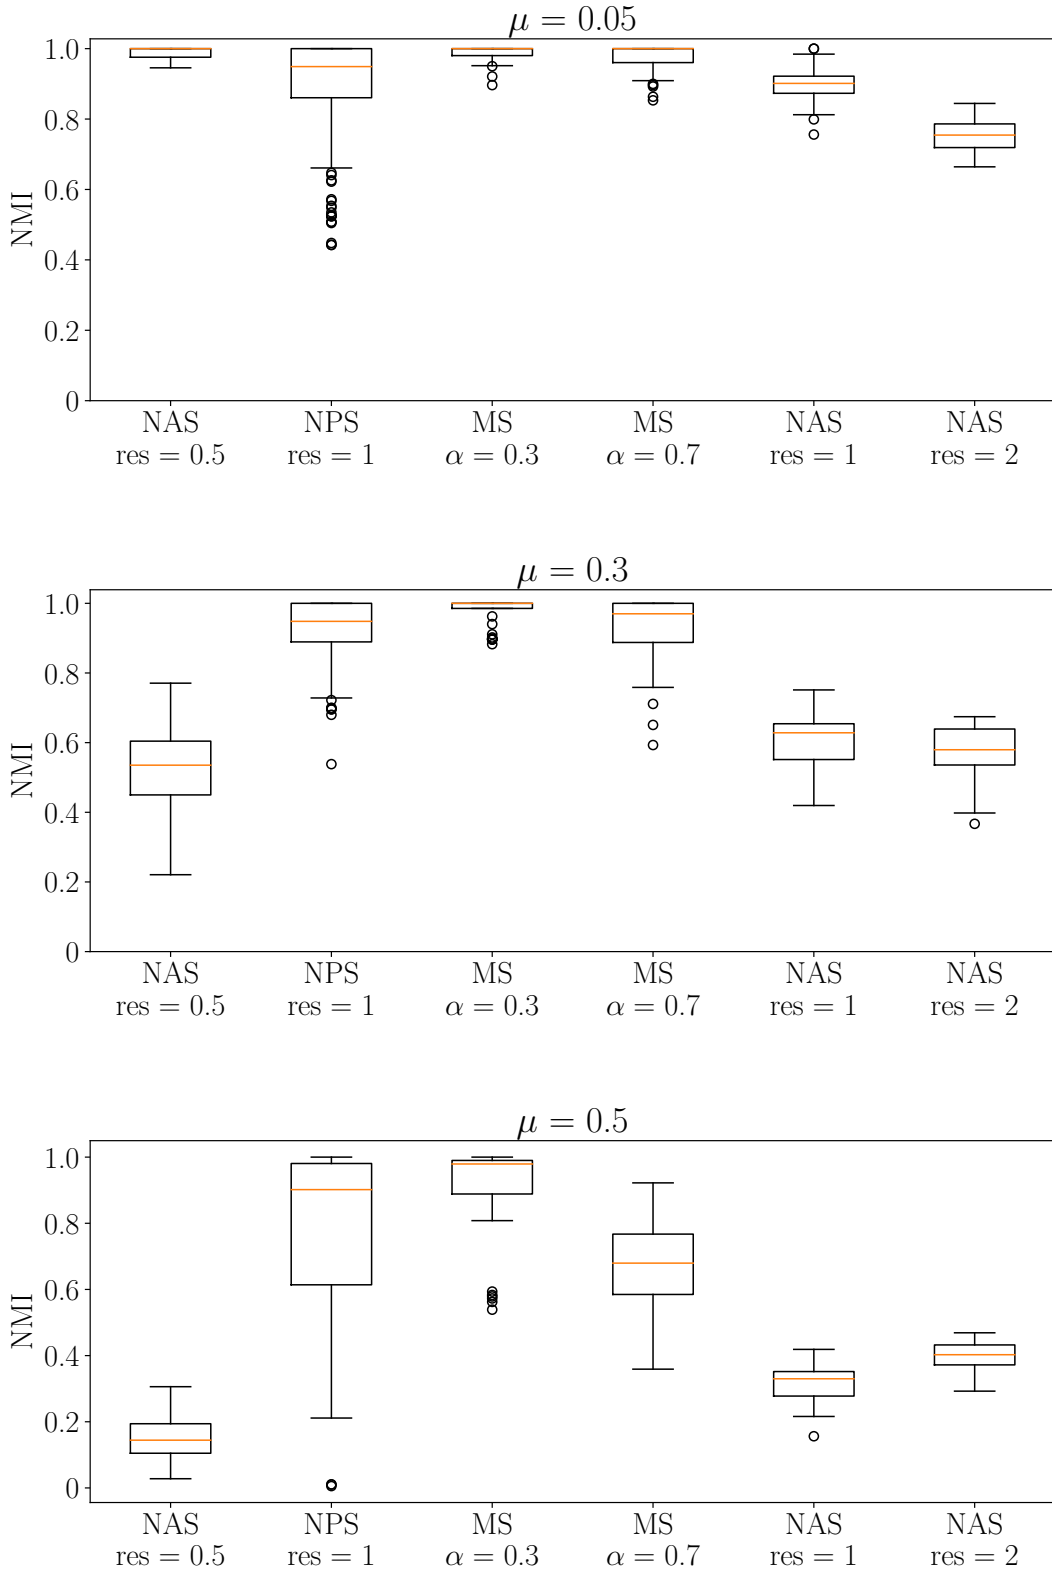 μ = 0.05
NMI
1.0
0.8
0.6
0.4
0.2
0
NAS NPS MS MS NAS NAS
res = 0.5 res = 1 α = 0.3 α = 0.7 res = 1 res = 2
μ = 0.3
NMI
1.0
0.8
0.6
0.4
0.2
0
NAS NPS MS MS NAS NAS
res = 0.5 res = 1 α = 0.3 α = 0.7 res = 1 res = 2
μ = 0.5
NMI
1.0
0.8
0.6
0.4
0.2
0
NAS NPS MS MS NAS NAS
res = 0.5 res = 1 α = 0.3 α = 0.7 res = 1 res = 2